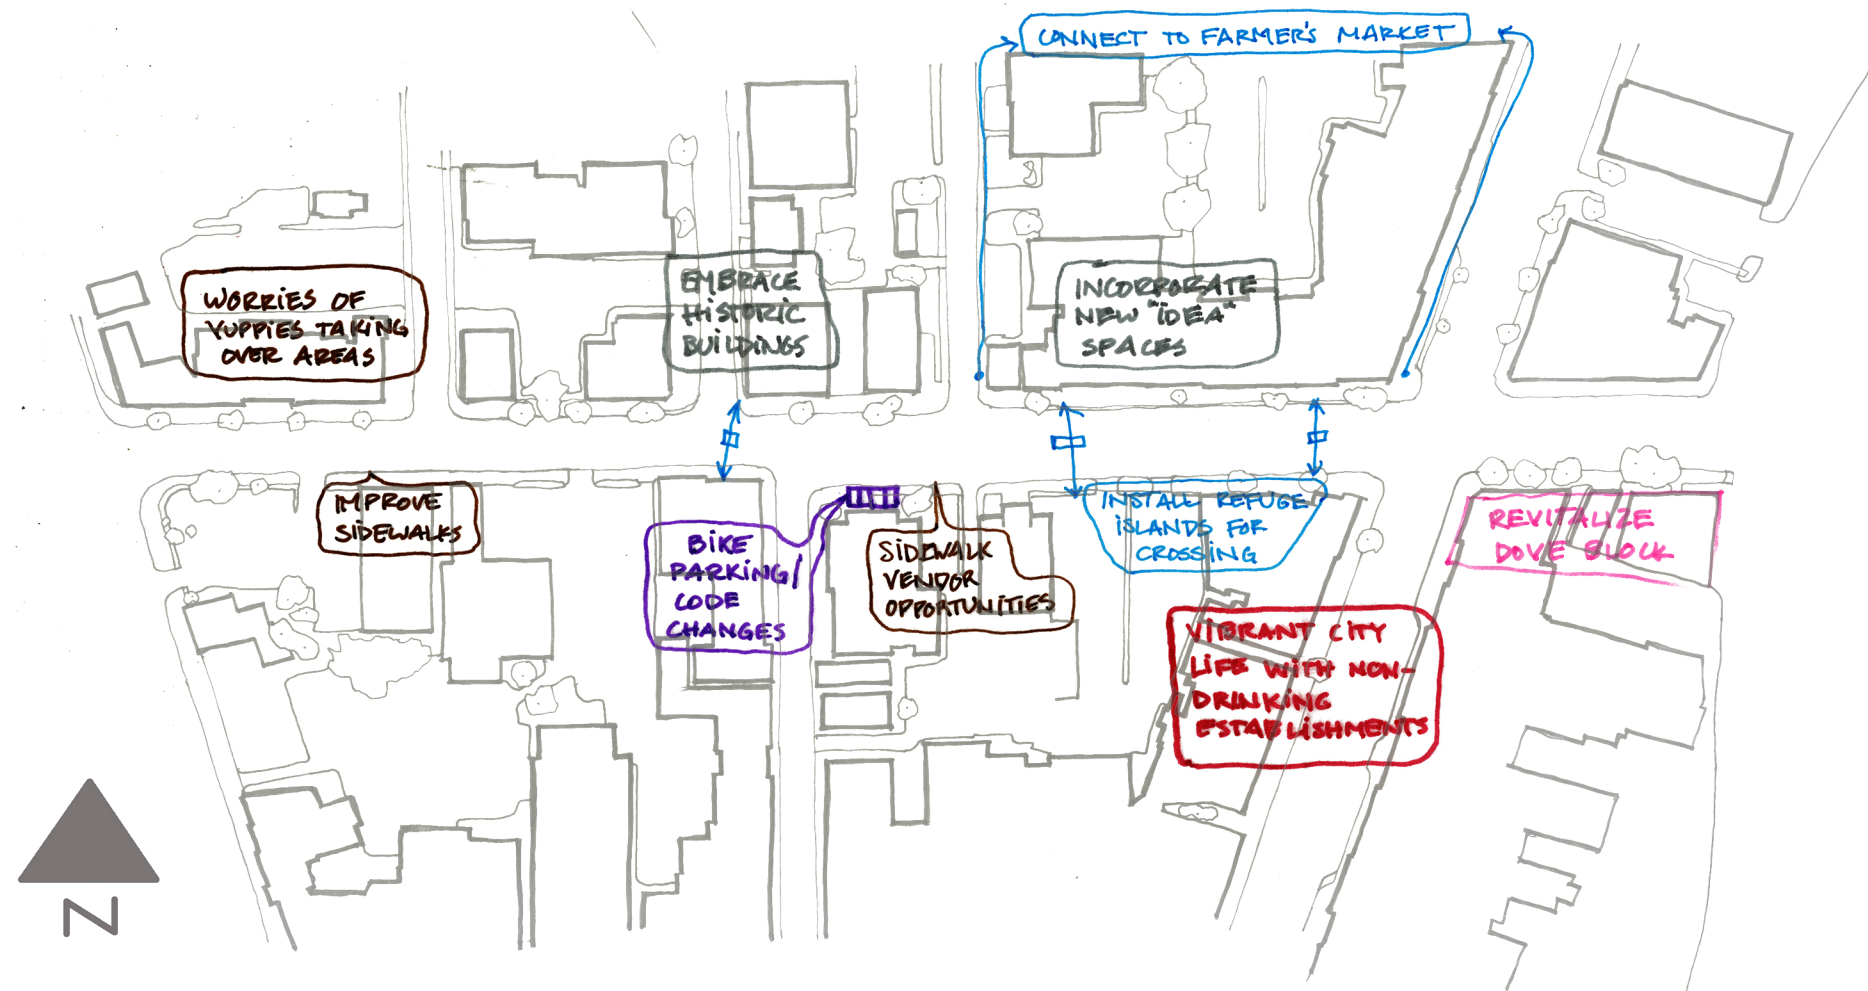 CONNECT TO FARMER'S MARKET
WORRIES OF
YUPPIES TAKING
OVER AREAS
EMBRACE
HISTORIC
BUILDINGS
INCORPORATE
NEW "IDEA"
SPACES
IMPROVE
SIDEWALKS
BIKE
PARKING/
CODE
CHANGES
SIDEWALK
VENDOR
OPPORTUNITIES
INSTALL REFUGE
ISLANDS FOR
CROSSING
REVITALIZE
DOVE BLOCK
VIBRANT CITY
LIFE WITH NON-
DRINKING
ESTABLISHMENTS
N